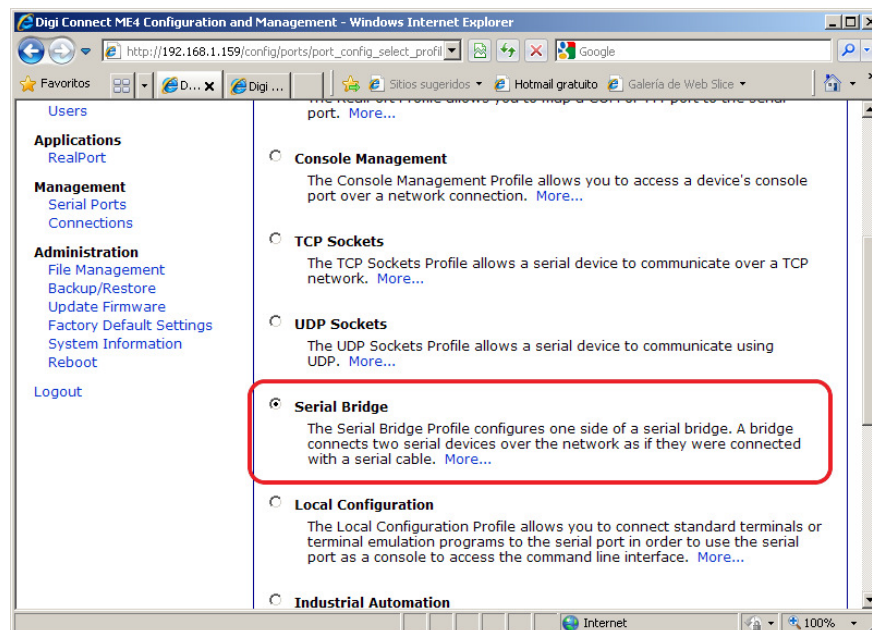 Digi Connect ME4 Configuration and Management - Windows Internet Explorer
http://192.168.1.159/config/ports/port_config_select_profil
Google
Favoritos
D...
Digi ...
Sitios sugeridos
Hotmail gratuito
Galería de Web Slice
Users
Applications
RealPort
Management
Serial Ports
Connections
Administration
File Management
Backup/Restore
Update Firmware
Factory Default Settings
System Information
Reboot
Logout
port. More...
Console Management
The Console Management Profile allows you to access a device's console
port over a network connection. More...
TCP Sockets
The TCP Sockets Profile allows a serial device to communicate over a TCP
network. More...
UDP Sockets
The UDP Sockets Profile allows a serial device to communicate using
UDP. More...
Serial Bridge
The Serial Bridge Profile configures one side of a serial bridge. A bridge
connects two serial devices over the network as if they were connected
with a serial cable. More...
Local Configuration
The Local Configuration Profile allows you to connect standard terminals or
terminal emulation programs to the serial port in order to use the serial
port as a console to access the command line interface. More...
Industrial Automation
Internet
100%